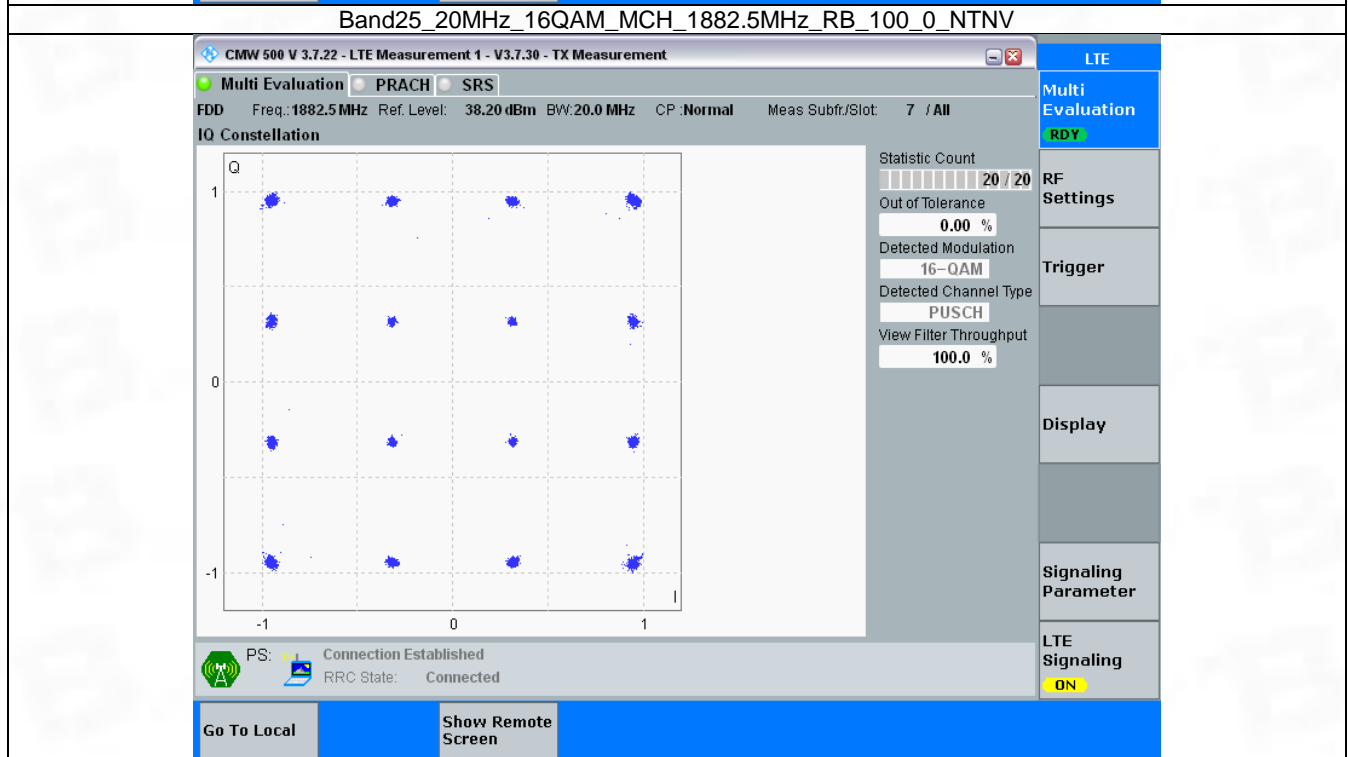 Band25_20MHz_16QAM_MCH_1882.5MHz_RB_100_0_NTNV
CMW 500 V 3.7.22 - LTE Measurement 1 - V3.7.30 - TX Measurement
LTE
Multi Evaluation PRACH SRS
Multi
Evaluation
RDY
FDD Freq.:1882.5 MHz Ref. Level: 38.20 dBm BW:20.0 MHz CP :Normal Meas Subfr./Slot: 7 / All
IQ Constellation
Q
1
0
-1
I
-1 0 1
Statistic Count
20 / 20
Out of Tolerance
0.00 %
Detected Modulation
16-QAM
Detected Channel Type
PUSCH
View Filter Throughput
100.0 %
RF
Settings
Trigger
Display
Signaling
Parameter
LTE
Signaling
ON
PS: Connection Established
RRC State: Connected
Go To Local
Show Remote
Screen